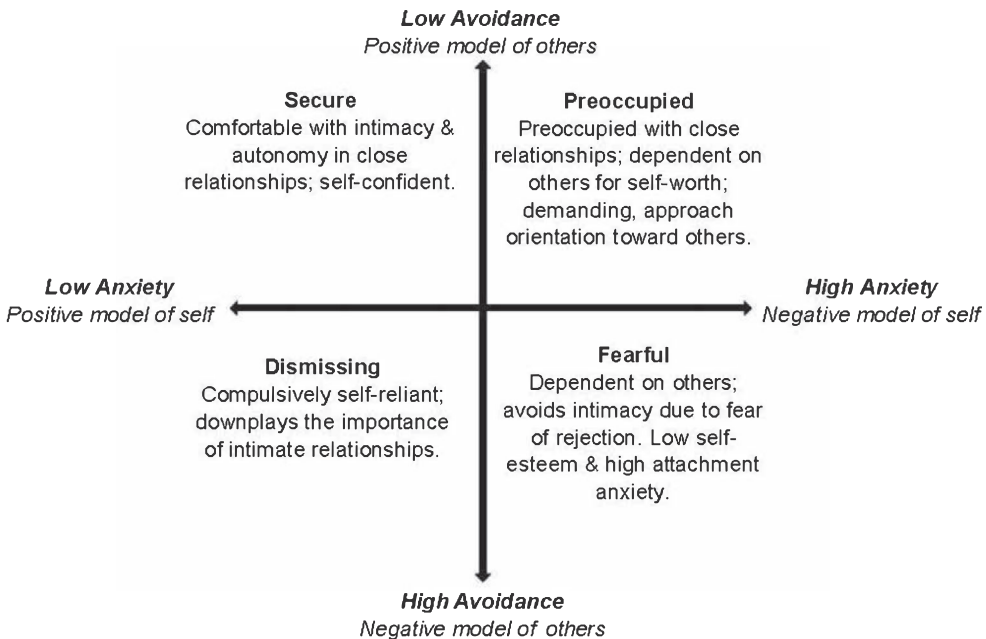 Low Avoidance
Positive model of others
Secure
Comfortable with intimacy &
autonomy in close
relationships; self-confident.
Preoccupied
Preoccupied with close
relationships; dependent on
others for self-worth;
demanding, approach
orientation toward others.
Low Anxiety
Positive model of self
High Anxiety
Negative model of self
Dismissing
Compulsively self-reliant;
downplays the importance
of intimate relationships.
Fearful
Dependent on others;
avoids intimacy due to fear
of rejection. Low self-
esteem & high attachment
anxiety.
High Avoidance
Negative model of others